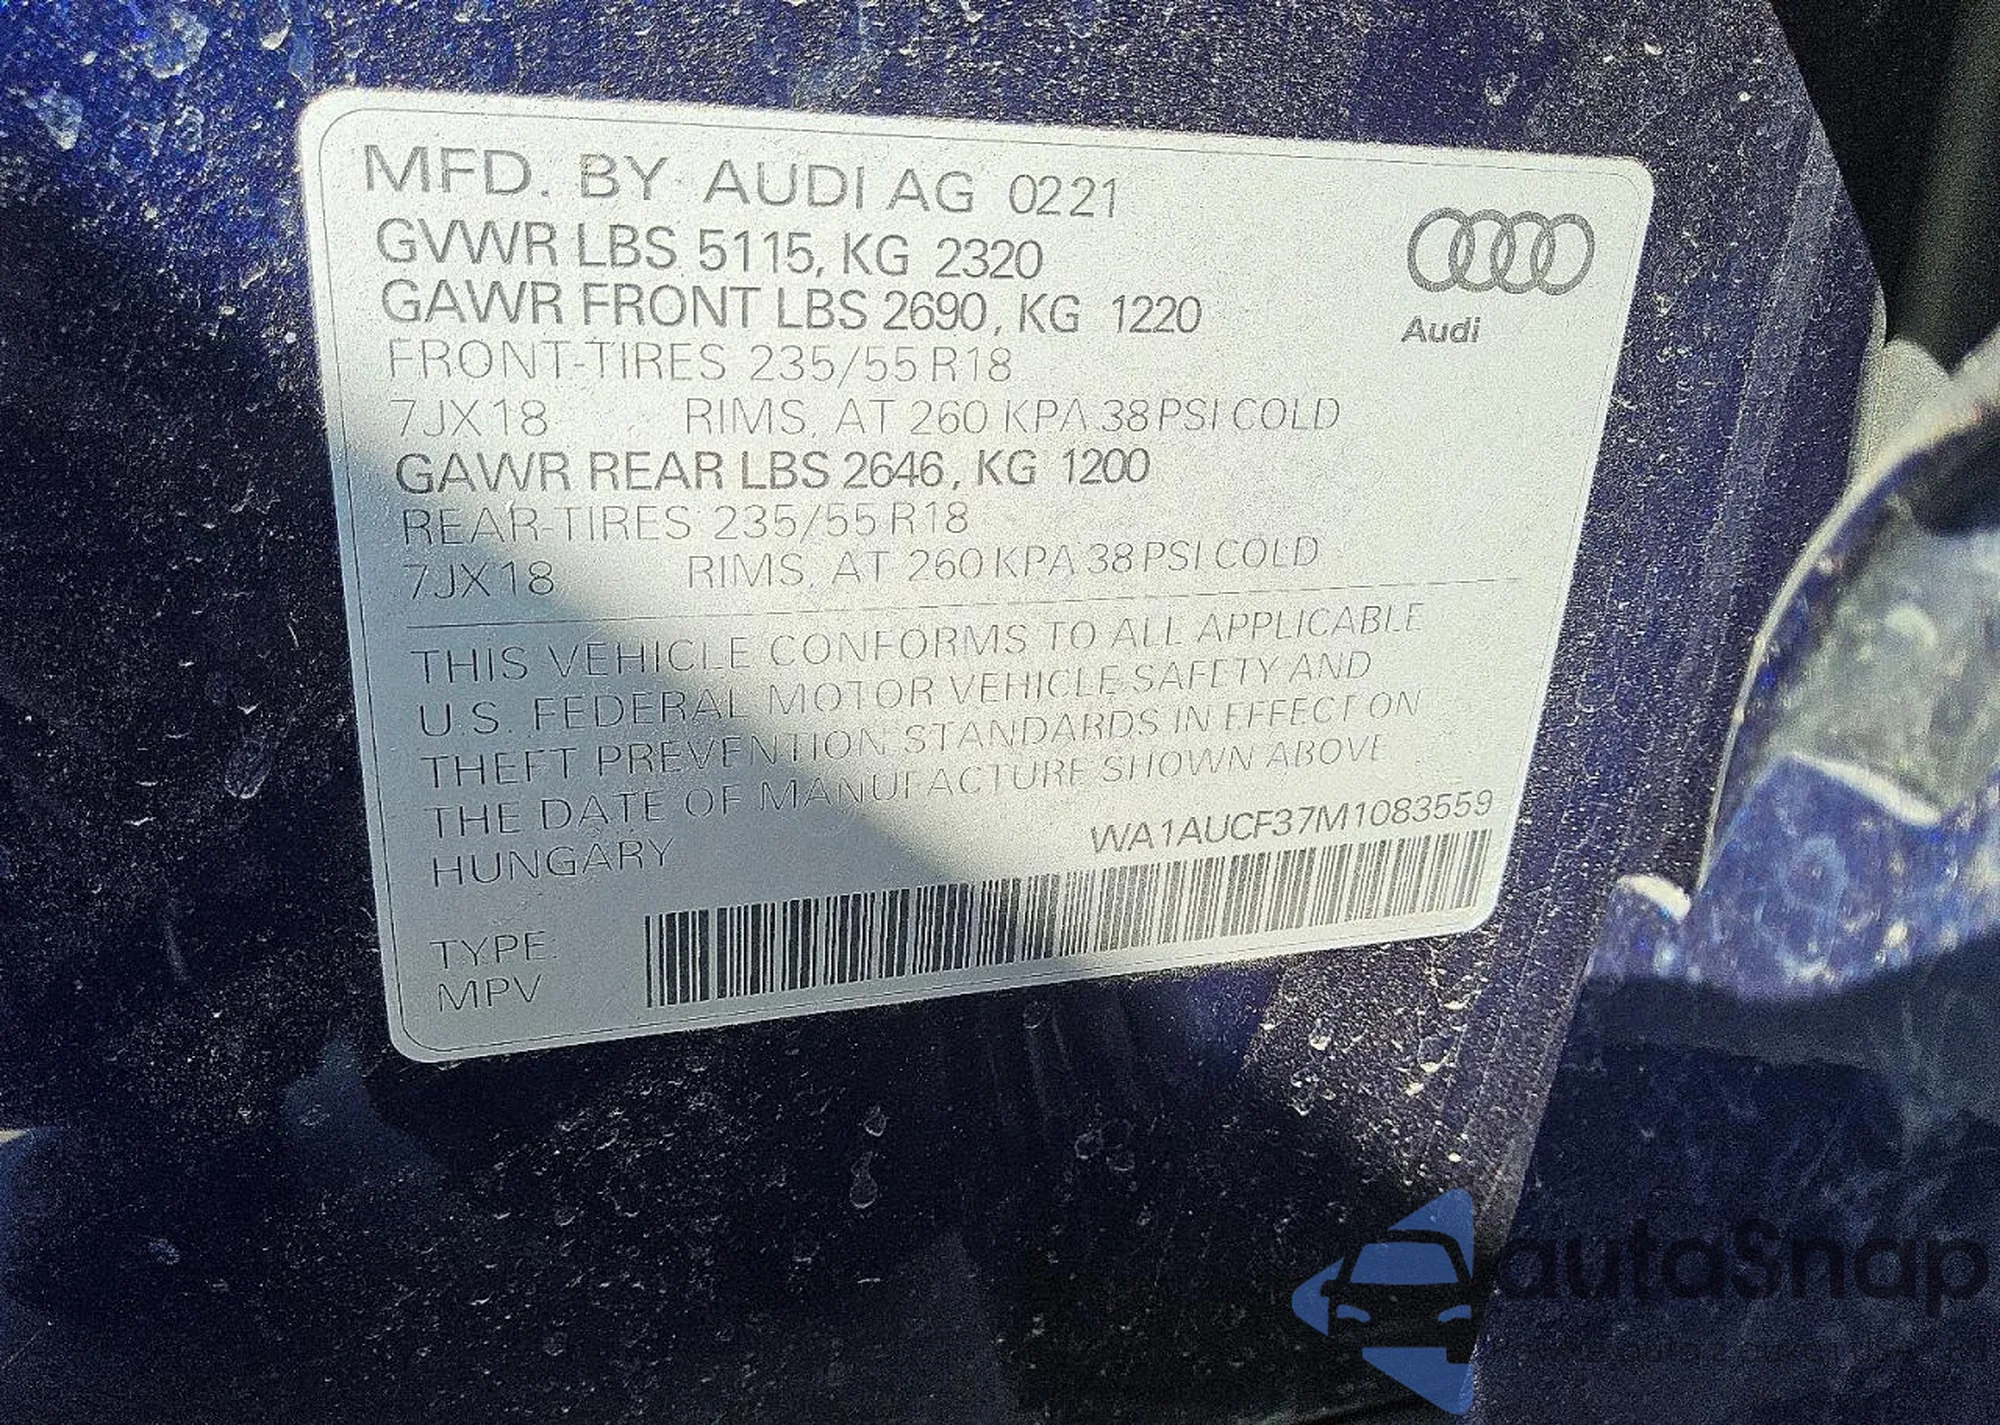 MFD. BY AUDI AG 0221
GVWR LBS 5115, KG 2320
GAWR FRONT LBS 2690, KG 1220
FRONT-TIRES 235/55 R18
7JX18 RIMS, AT 260 KPA 38 PSI COLD
GAWR REAR LBS 2646, KG 1200
REAR-TIRES 235/55 R18
7JX18 RIMS, AT 260 KPA 38 PSI COLD
Audi
THIS VEHICLE CONFORMS TO ALL APPLICABLE
U.S. FEDERAL MOTOR VEHICLE SAFETY AND
THEFT PREVENTION STANDARDS IN EFFECT ON
THE DATE OF MANUFACTURE SHOWN ABOVE
HUNGARY
WA1AUCF37M1083559
TYPE:
MPV
autoSnap